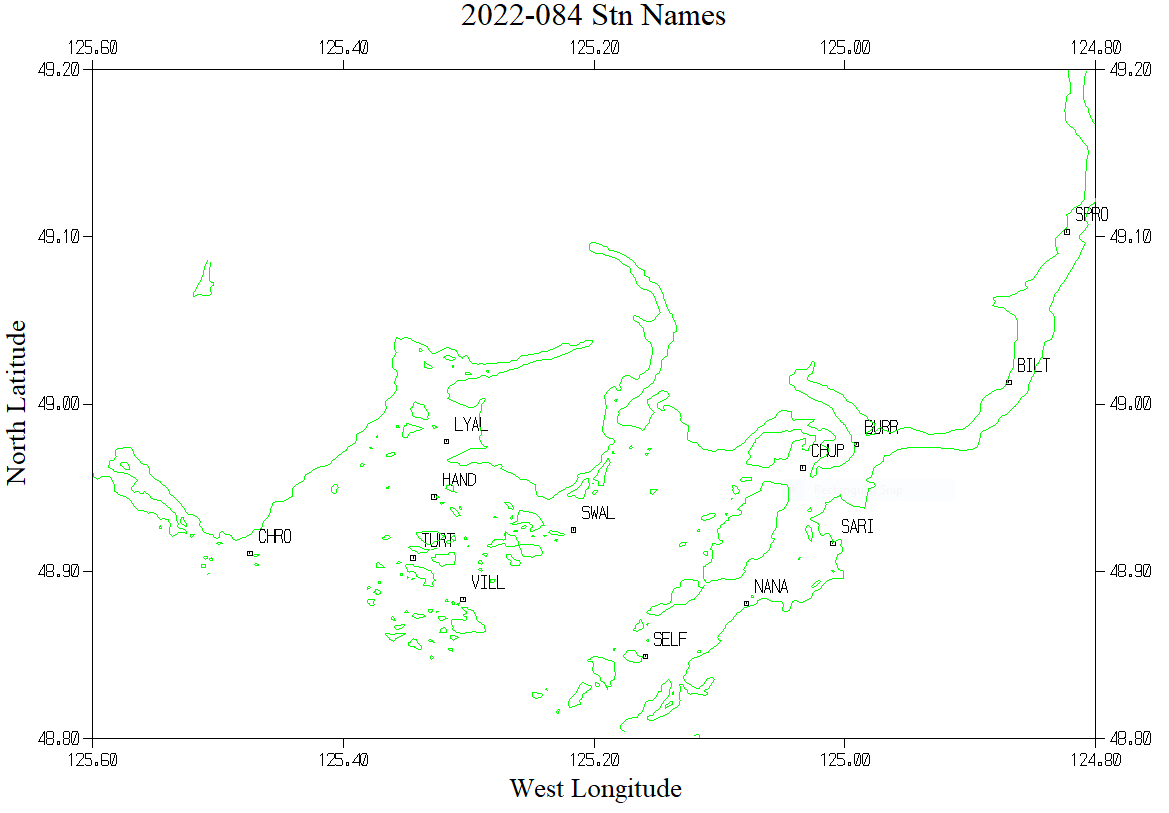 2022-084 Stn Names
125.60 125.40 125.20 125.00 124.80
49.20 49.20
SPRO
49.10 49.10
BILT
49.00 49.00
LYAL BURR
CHUP
HAND
SWAL SARI
CHRO TURT
48.90 48.90
VILL NANA
SELF
48.80 48.80
125.60 125.40 125.20 125.00 124.80
West Longitude
North Latitude